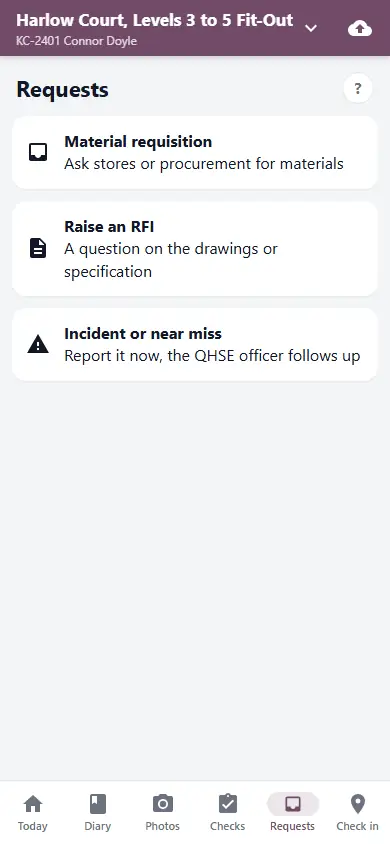 Harlow Court, Levels 3 to 5 Fit-Out
KC-2401 Connor Doyle
Requests
?
Material requisition
Ask stores or procurement for materials
Raise an RFI
A question on the drawings or
specification
Incident or near miss
Report it now, the QHSE officer follows up
Today
Diary
Photos
Checks
Requests
Check in